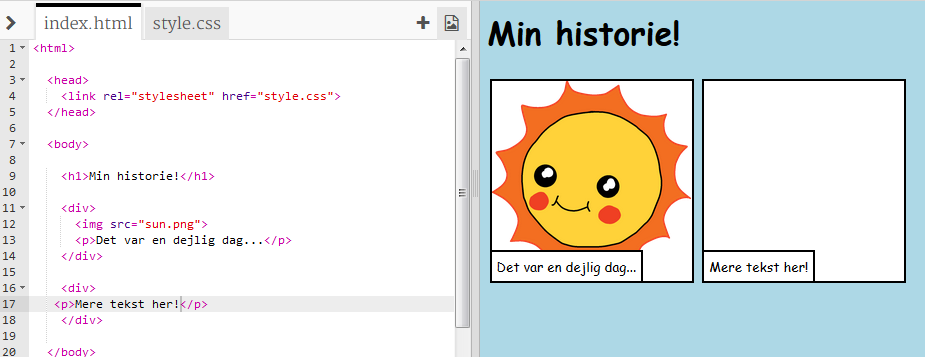 index.html style.css
1 <html>
2
3 <head>
4 <link rel="stylesheet" href="style.css">
5 </head>
6
7 <body>
8
9 <h1>Min historie!</h1>
10
11 <div>
12 <img src="sun.png">
13 <p>Det var en dejlig dag...</p>
14 </div>
15
16 <div>
17 <p>Mere tekst her!</p>
18 </div>
19
20 </body>
Min historie!
Det var en dejlig dag...
Mere tekst her!